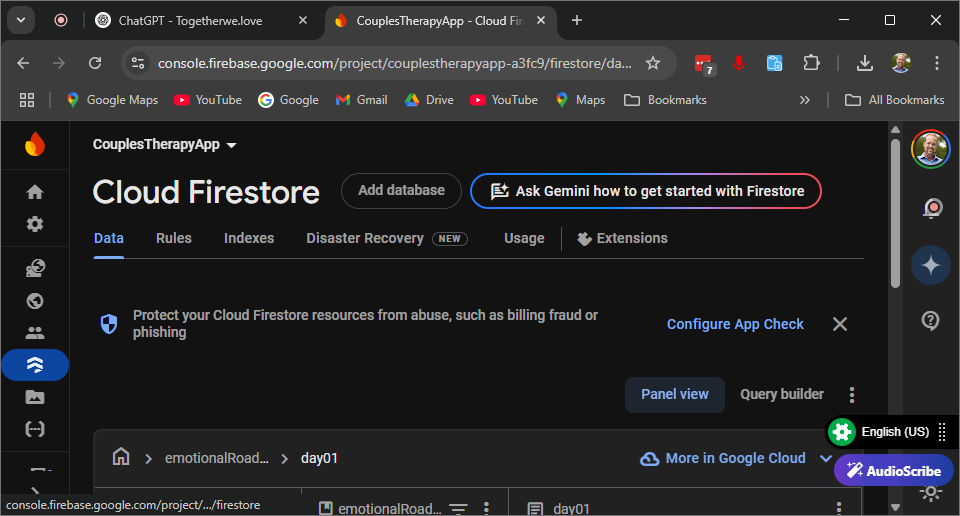 ChatGPT - Togetherwe.love
CouplesTherapyApp - Cloud Fir
console.firebase.google.com/project/couplestherapyapp-a3fc9/firestore/da...
7
Google Maps
YouTube
Google
Gmail
Drive
YouTube
Maps
Bookmarks
All Bookmarks
CouplesTherapyApp
Cloud Firestore
Add database
Ask Gemini how to get started with Firestore
Data
Rules
Indexes
Disaster Recovery NEW
Usage
Extensions
Protect your Cloud Firestore resources from abuse, such as billing fraud or
phishing
Configure App Check
Panel view
Query builder
English (US)
emotionalRoad...
day01
More in Google Cloud
AudioScribe
console.firebase.google.com/project/.../firestore
emotionalRoad...
day01